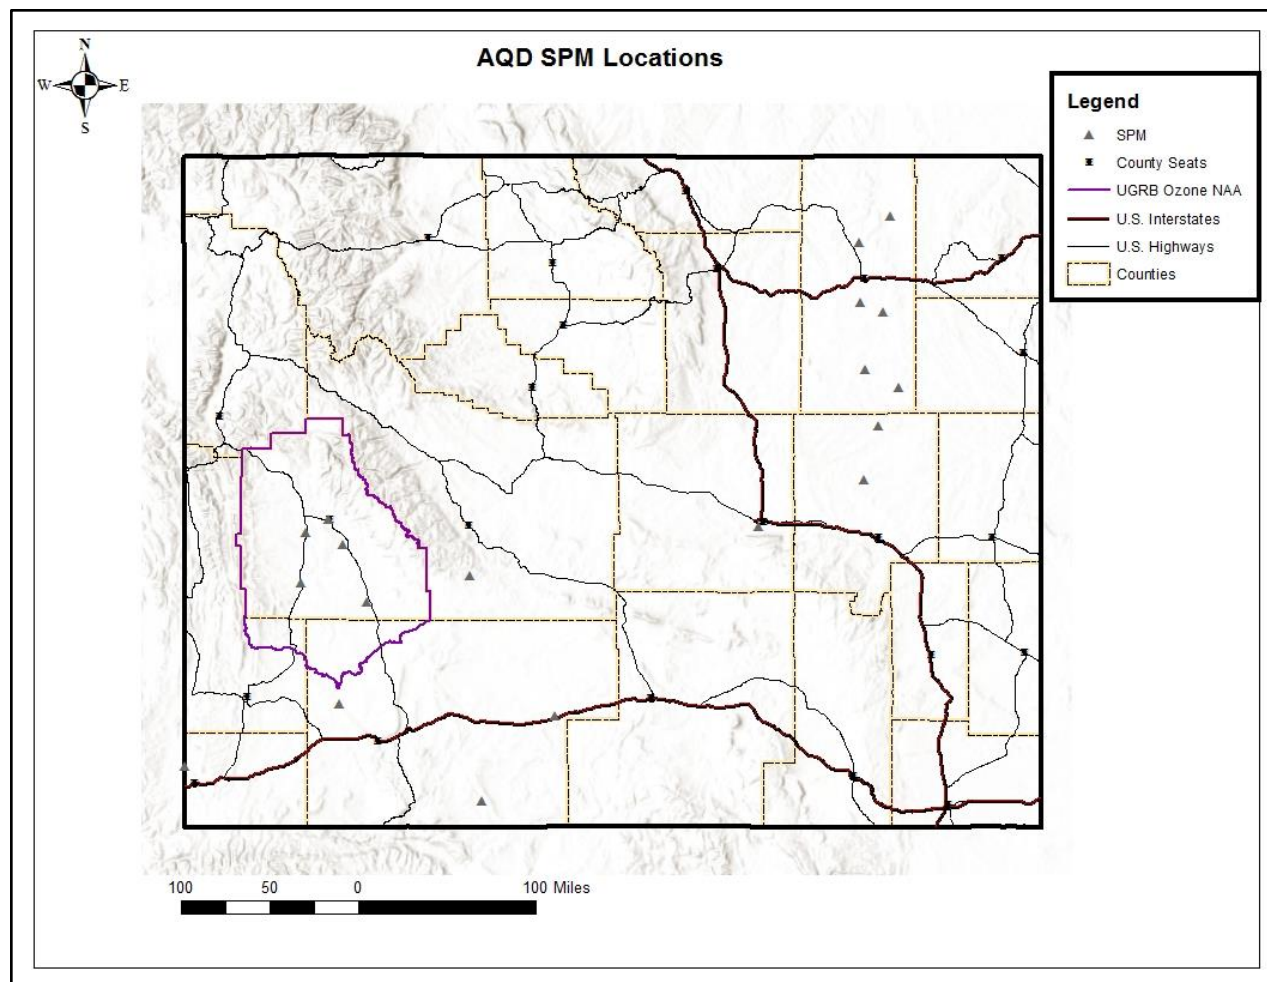 AQD SPM Locations
N
W E
S
Legend
SPM
County Seats
UGRB Ozone NAA
U.S. Interstates
U.S. Highways
Counties
100 50 0 100 Miles